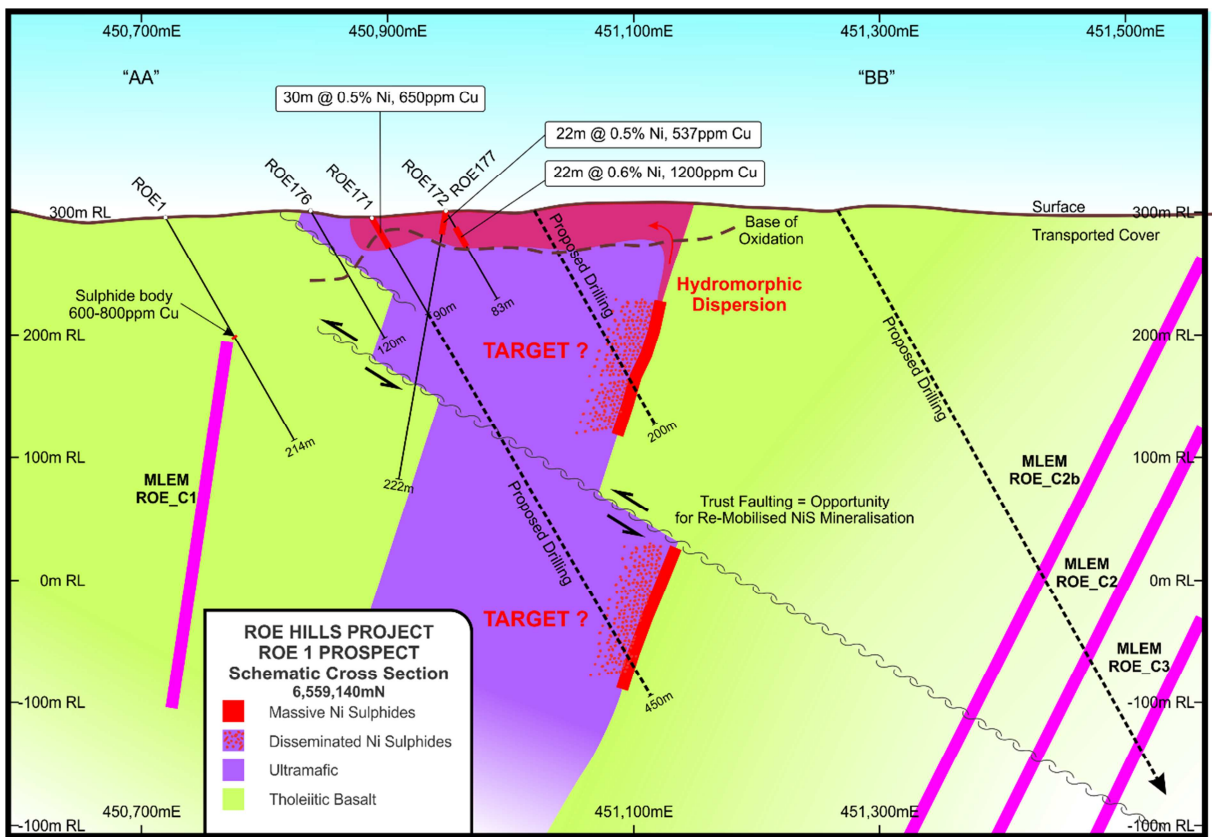 450,700mE
450,900mE
451,100mE
451,300mE
451,500mE
"AA"
"BB"
30m @ 0.5% Ni, 650ppm Cu
22m @ 0.5% Ni, 537ppm Cu
22m @ 0.6% Ni, 1200ppm Cu
ROE1
ROE176
ROE171
ROE172
ROE177
300m RL
Surface
300m RL
Transported Cover
Base of
Oxidation
Proposed Drilling
Hydromorphic
Dispersion
Sulphide body
600-800ppm Cu
90m
83m
120m
200m RL
200m RL
TARGET ?
Proposed Drilling
200m
214m
222m
100m RL
100m RL
MLEM
ROE_C1
MLEM
ROE_C2b
Trust Faulting = Opportunity
for Re-Mobilised NiS Mineralisation
Proposed Drilling
0m RL
0m RL
MLEM
ROE_C2
TARGET ?
MLEM
ROE_C3
450m
-100m RL
-100m RL
ROE HILLS PROJECT
ROE 1 PROSPECT
Schematic Cross Section
6,559,140mN
Massive Ni Sulphides
Disseminated Ni Sulphides
Ultramafic
Tholeiitic Basalt
450,700mE
451,100mE
451,300mE
-100m RL
-100m RL